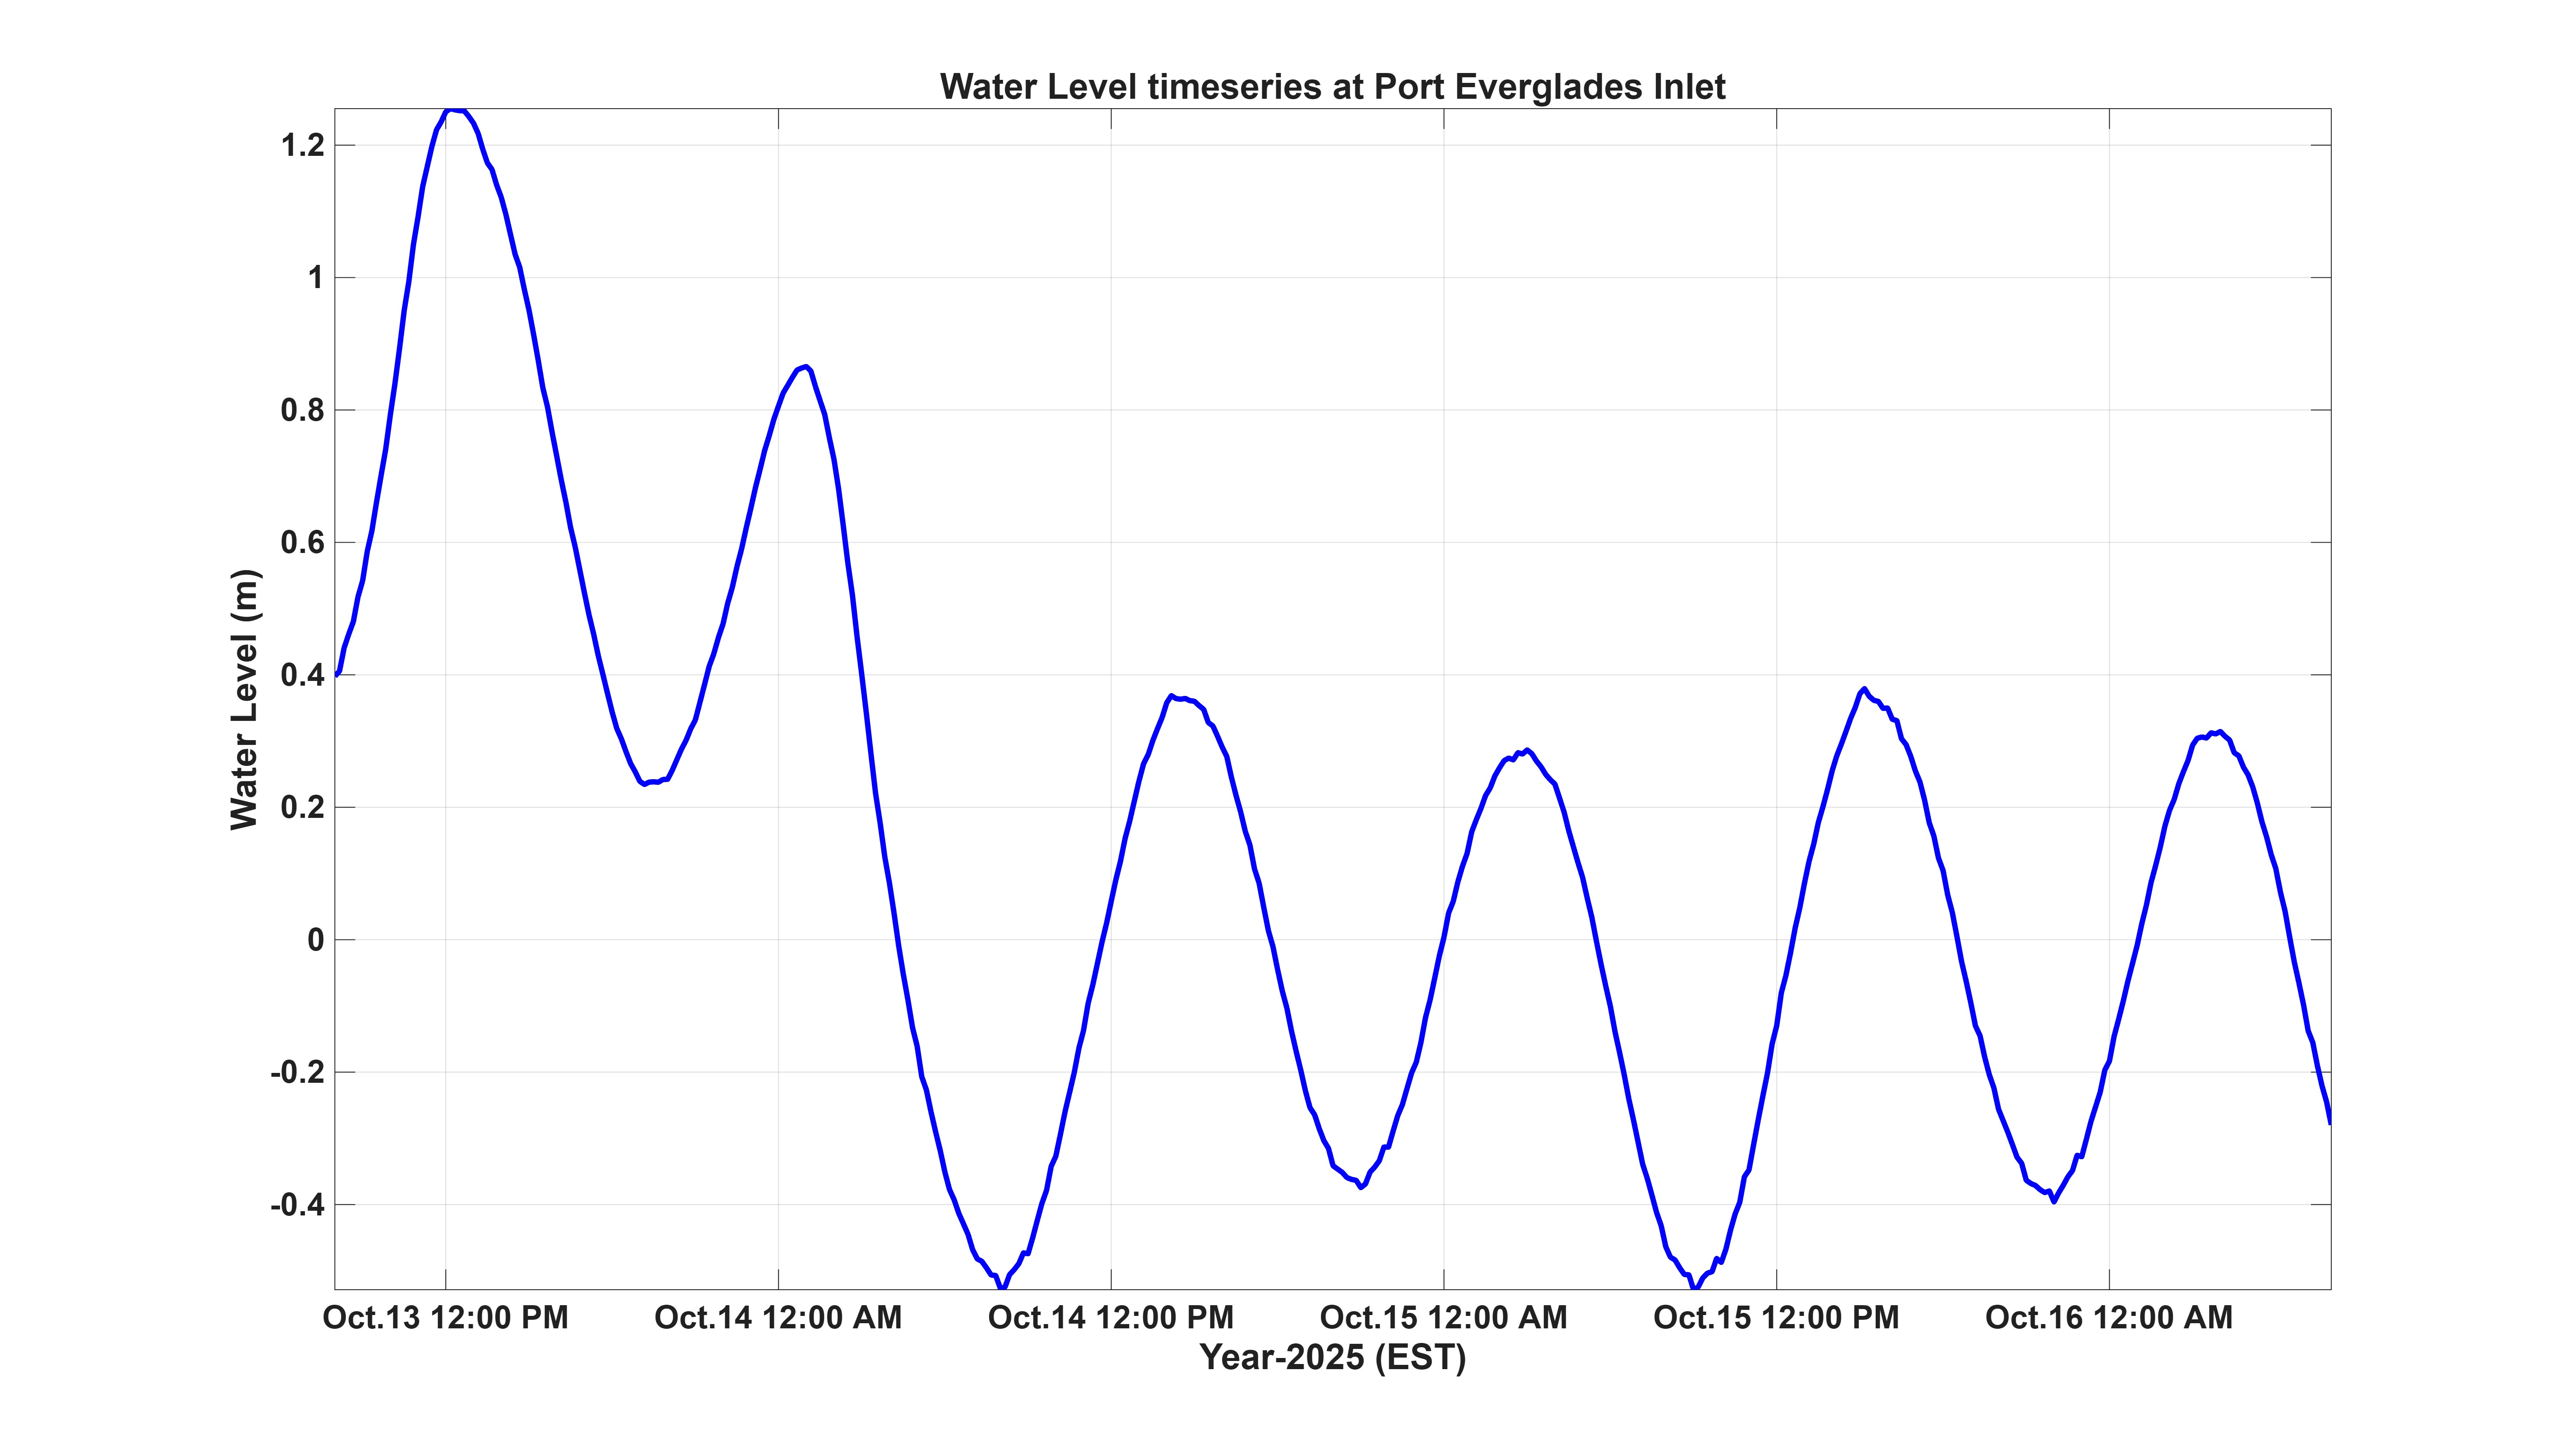 Water Level timeseries at Port Everglades Inlet
1.2
1
0.8
0.6
0.4
0.2
0
-0.2
-0.4
Water Level (m)
Oct.13 12:00 PM
Oct.14 12:00 AM
Oct.14 12:00 PM
Oct.15 12:00 AM
Oct.15 12:00 PM
Oct.16 12:00 AM
Year-2025 (EST)